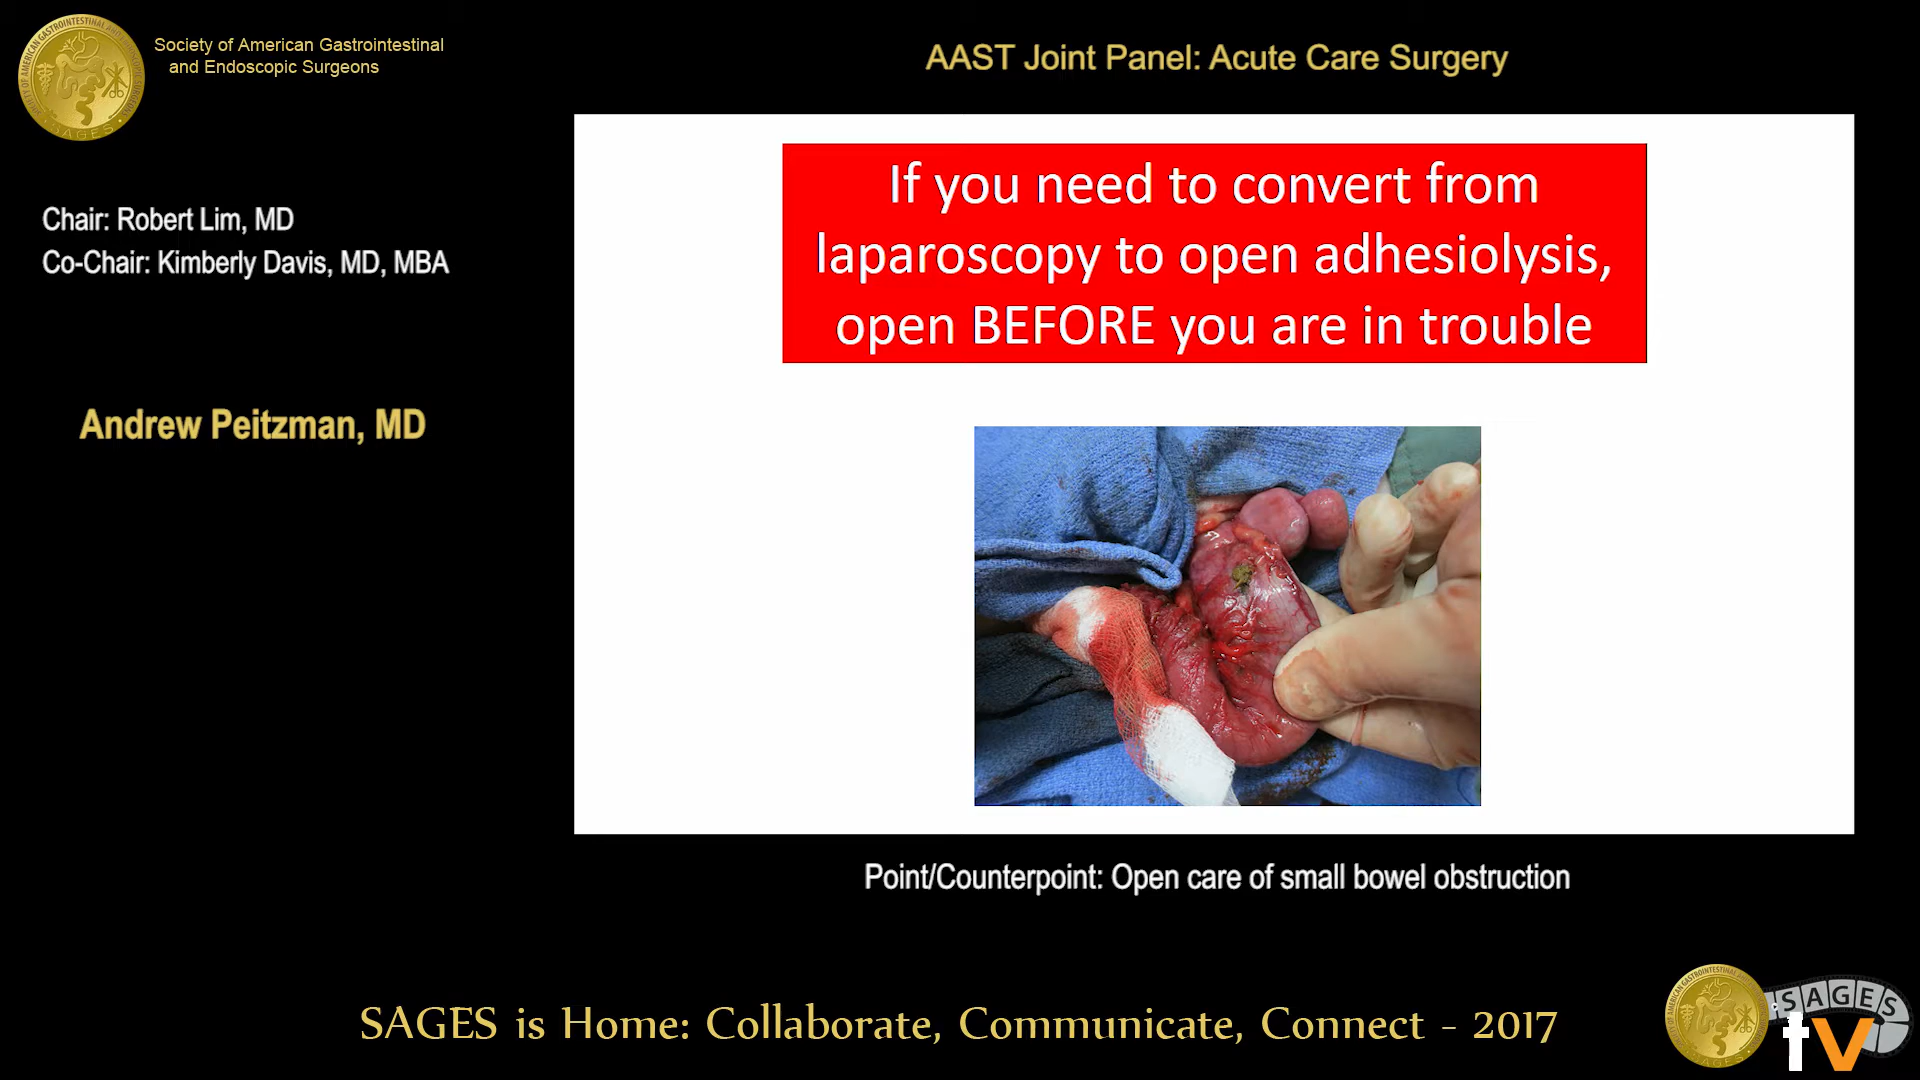 Society of American Gastrointestinal
and Endoscopic Surgeons
AAST Joint Panel: Acute Care Surgery
Chair: Robert Lim, MD
Co-Chair: Kimberly Davis, MD, MBA
Andrew Peitzman, MD
If you need to convert from
laparoscopy to open adhesiolysis,
open BEFORE you are in trouble
Point/Counterpoint: Open care of small bowel obstruction
SAGES is Home: Collaborate, Communicate, Connect - 2017
SAGES
SAGES
tv